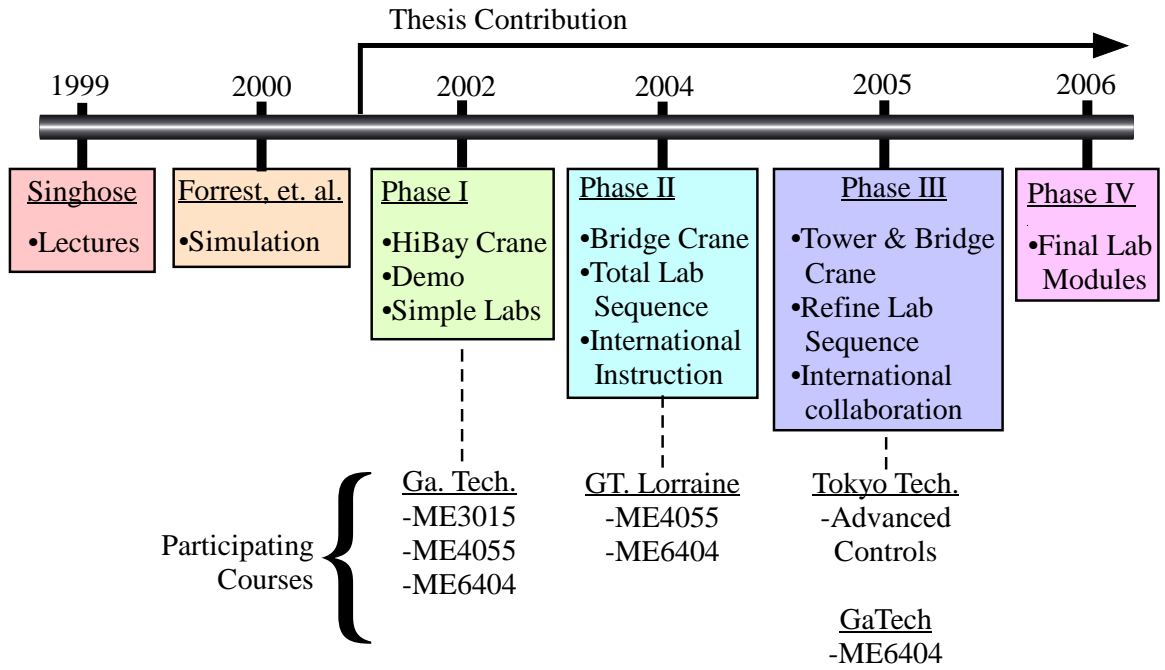 Thesis Contribution
1999
2000
2002
2004
2005
2006
Singhose
•Lectures
Forrest, et. al.
•Simulation
Phase I
•HiBay Crane
•Demo
•Simple Labs
Phase II
•Bridge Crane
•Total Lab
Sequence
•International
Instruction
Phase III
•Tower & Bridge
Crane
•Refine Lab
Sequence
•International
collaboration
Phase IV
•Final Lab
Modules
Participating
Courses
Ga. Tech.
-ME3015
-ME4055
-ME6404
GT. Lorraine
-ME4055
-ME6404
Tokyo Tech.
-Advanced
Controls
GaTech
-ME6404